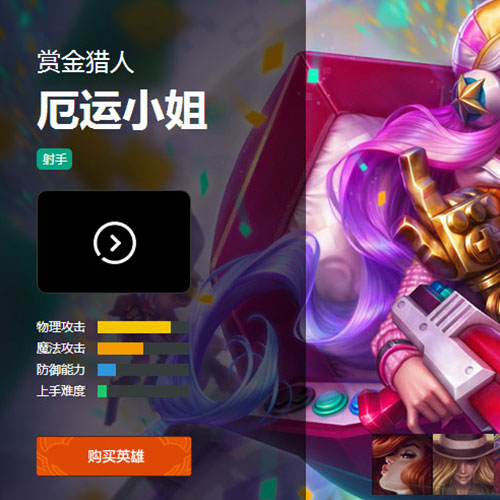 赏金猎人
厄运小姐
射手
物理攻击
魔法攻击
防御能力
上手难度
购买英雄